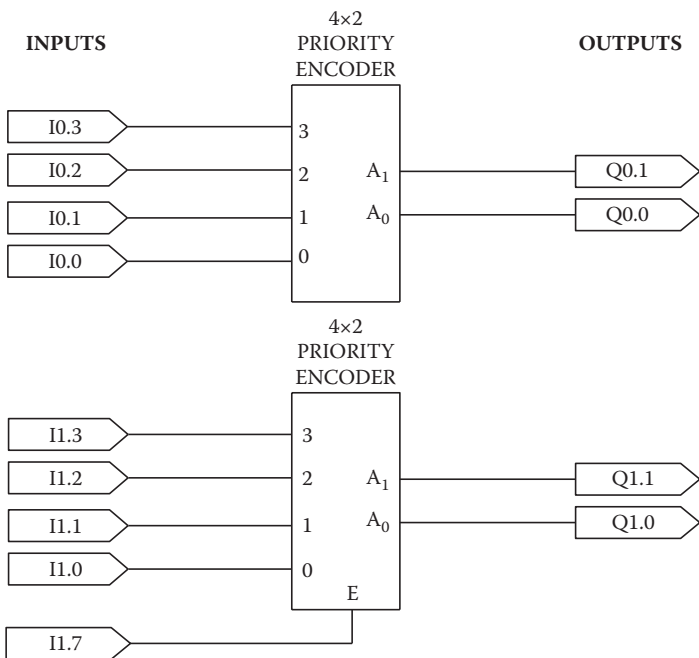 4×2
INPUTS PRIORITY OUTPUTS
ENCODER
I0.3 3
I0.2 2 A₁ Q0.1
I0.1 1 A₀ Q0.0
I0.0 0
4×2
PRIORITY
ENCODER
I1.3 3
I1.2 2 A₁ Q1.1
I1.1 1 A₀ Q1.0
I1.0 0
E
I1.7